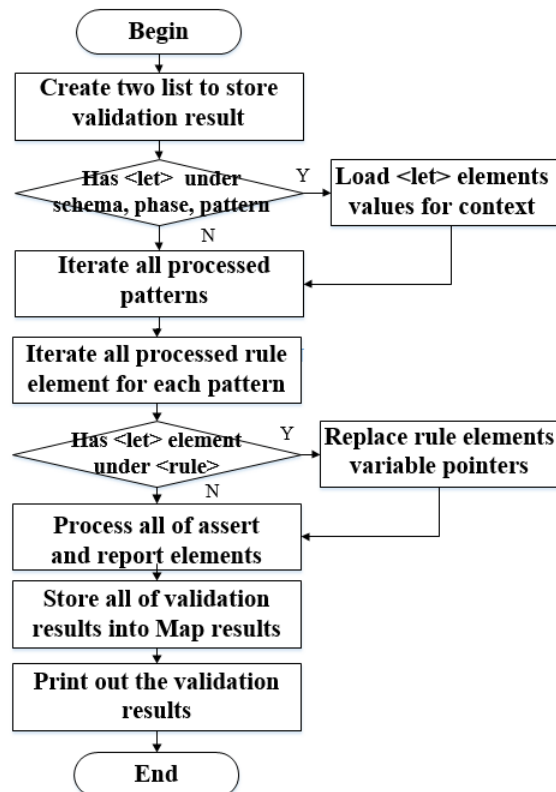 Begin
Create two list to store
validation result
Has <let> under
schema, phase, pattern
Y
Load <let> elements
values for context
N
Iterate all processed
patterns
Iterate all processed rule
element for each pattern
Has <let> element
under <rule>
Y
Replace rule elements
variable pointers
N
Process all of assert
and report elements
Store all of validation
results into Map results
Print out the validation
results
End